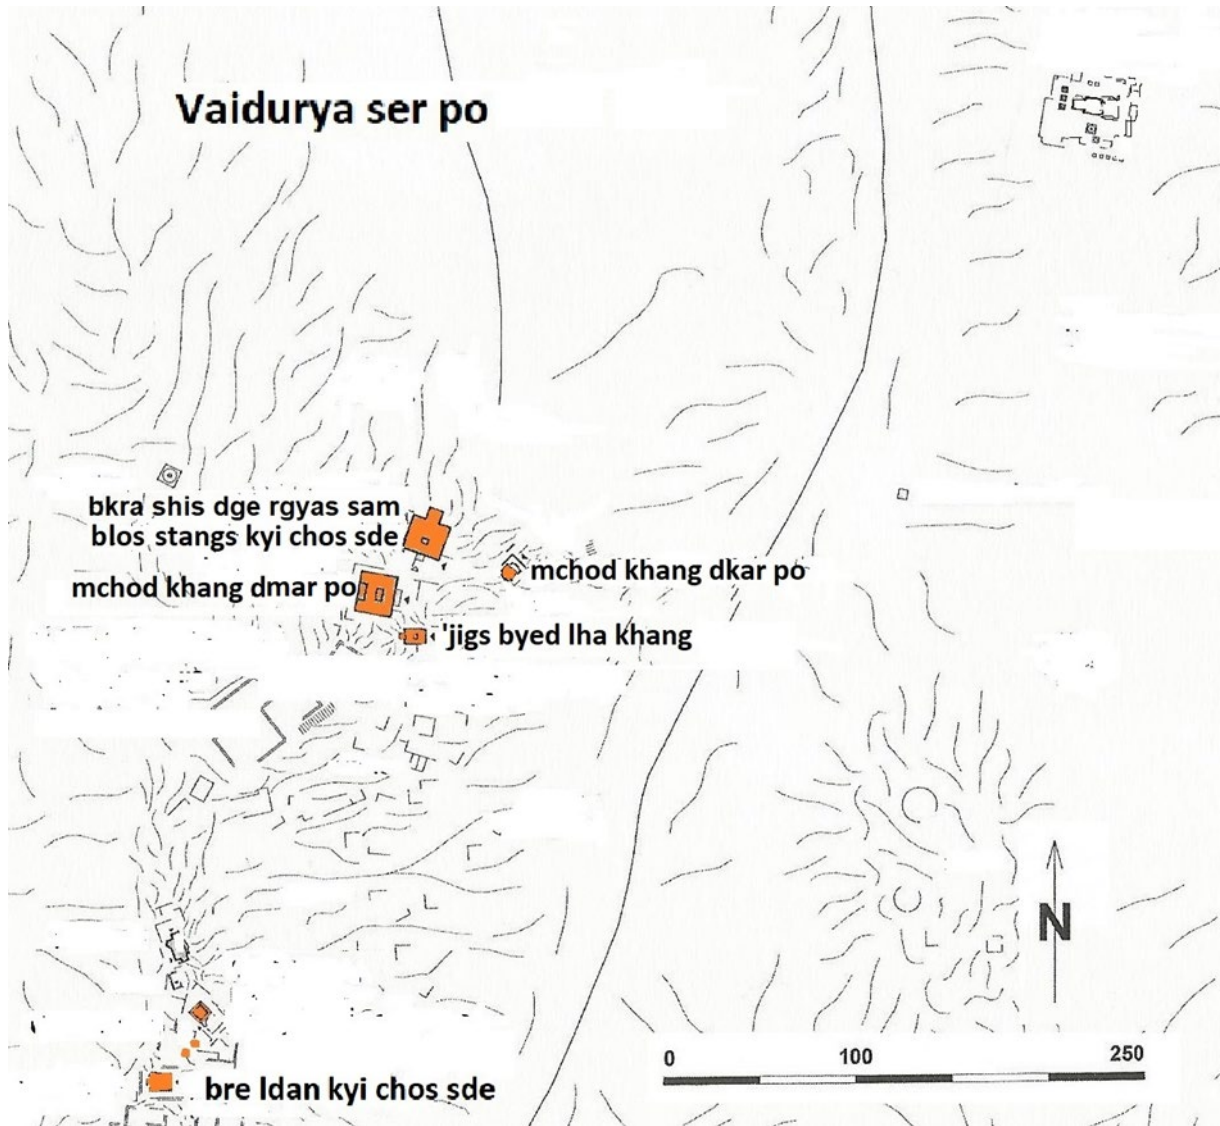 Vaidurya ser po
bkra shis dge rgyas sam
blos stangs kyi chos sde
mchod khang dmar po
mchod khang dkar po
'jigs byed lha khang
N
0 100 250
bre ldan kyi chos sde